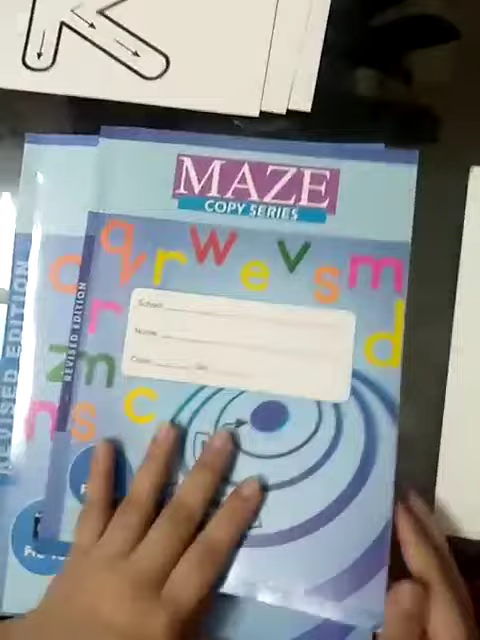 MAZE
COPY SERIES
q r w e v s m
School
Name
Class
r
d
z m
c
n s
REVISED EDITION
REVISED EDITION